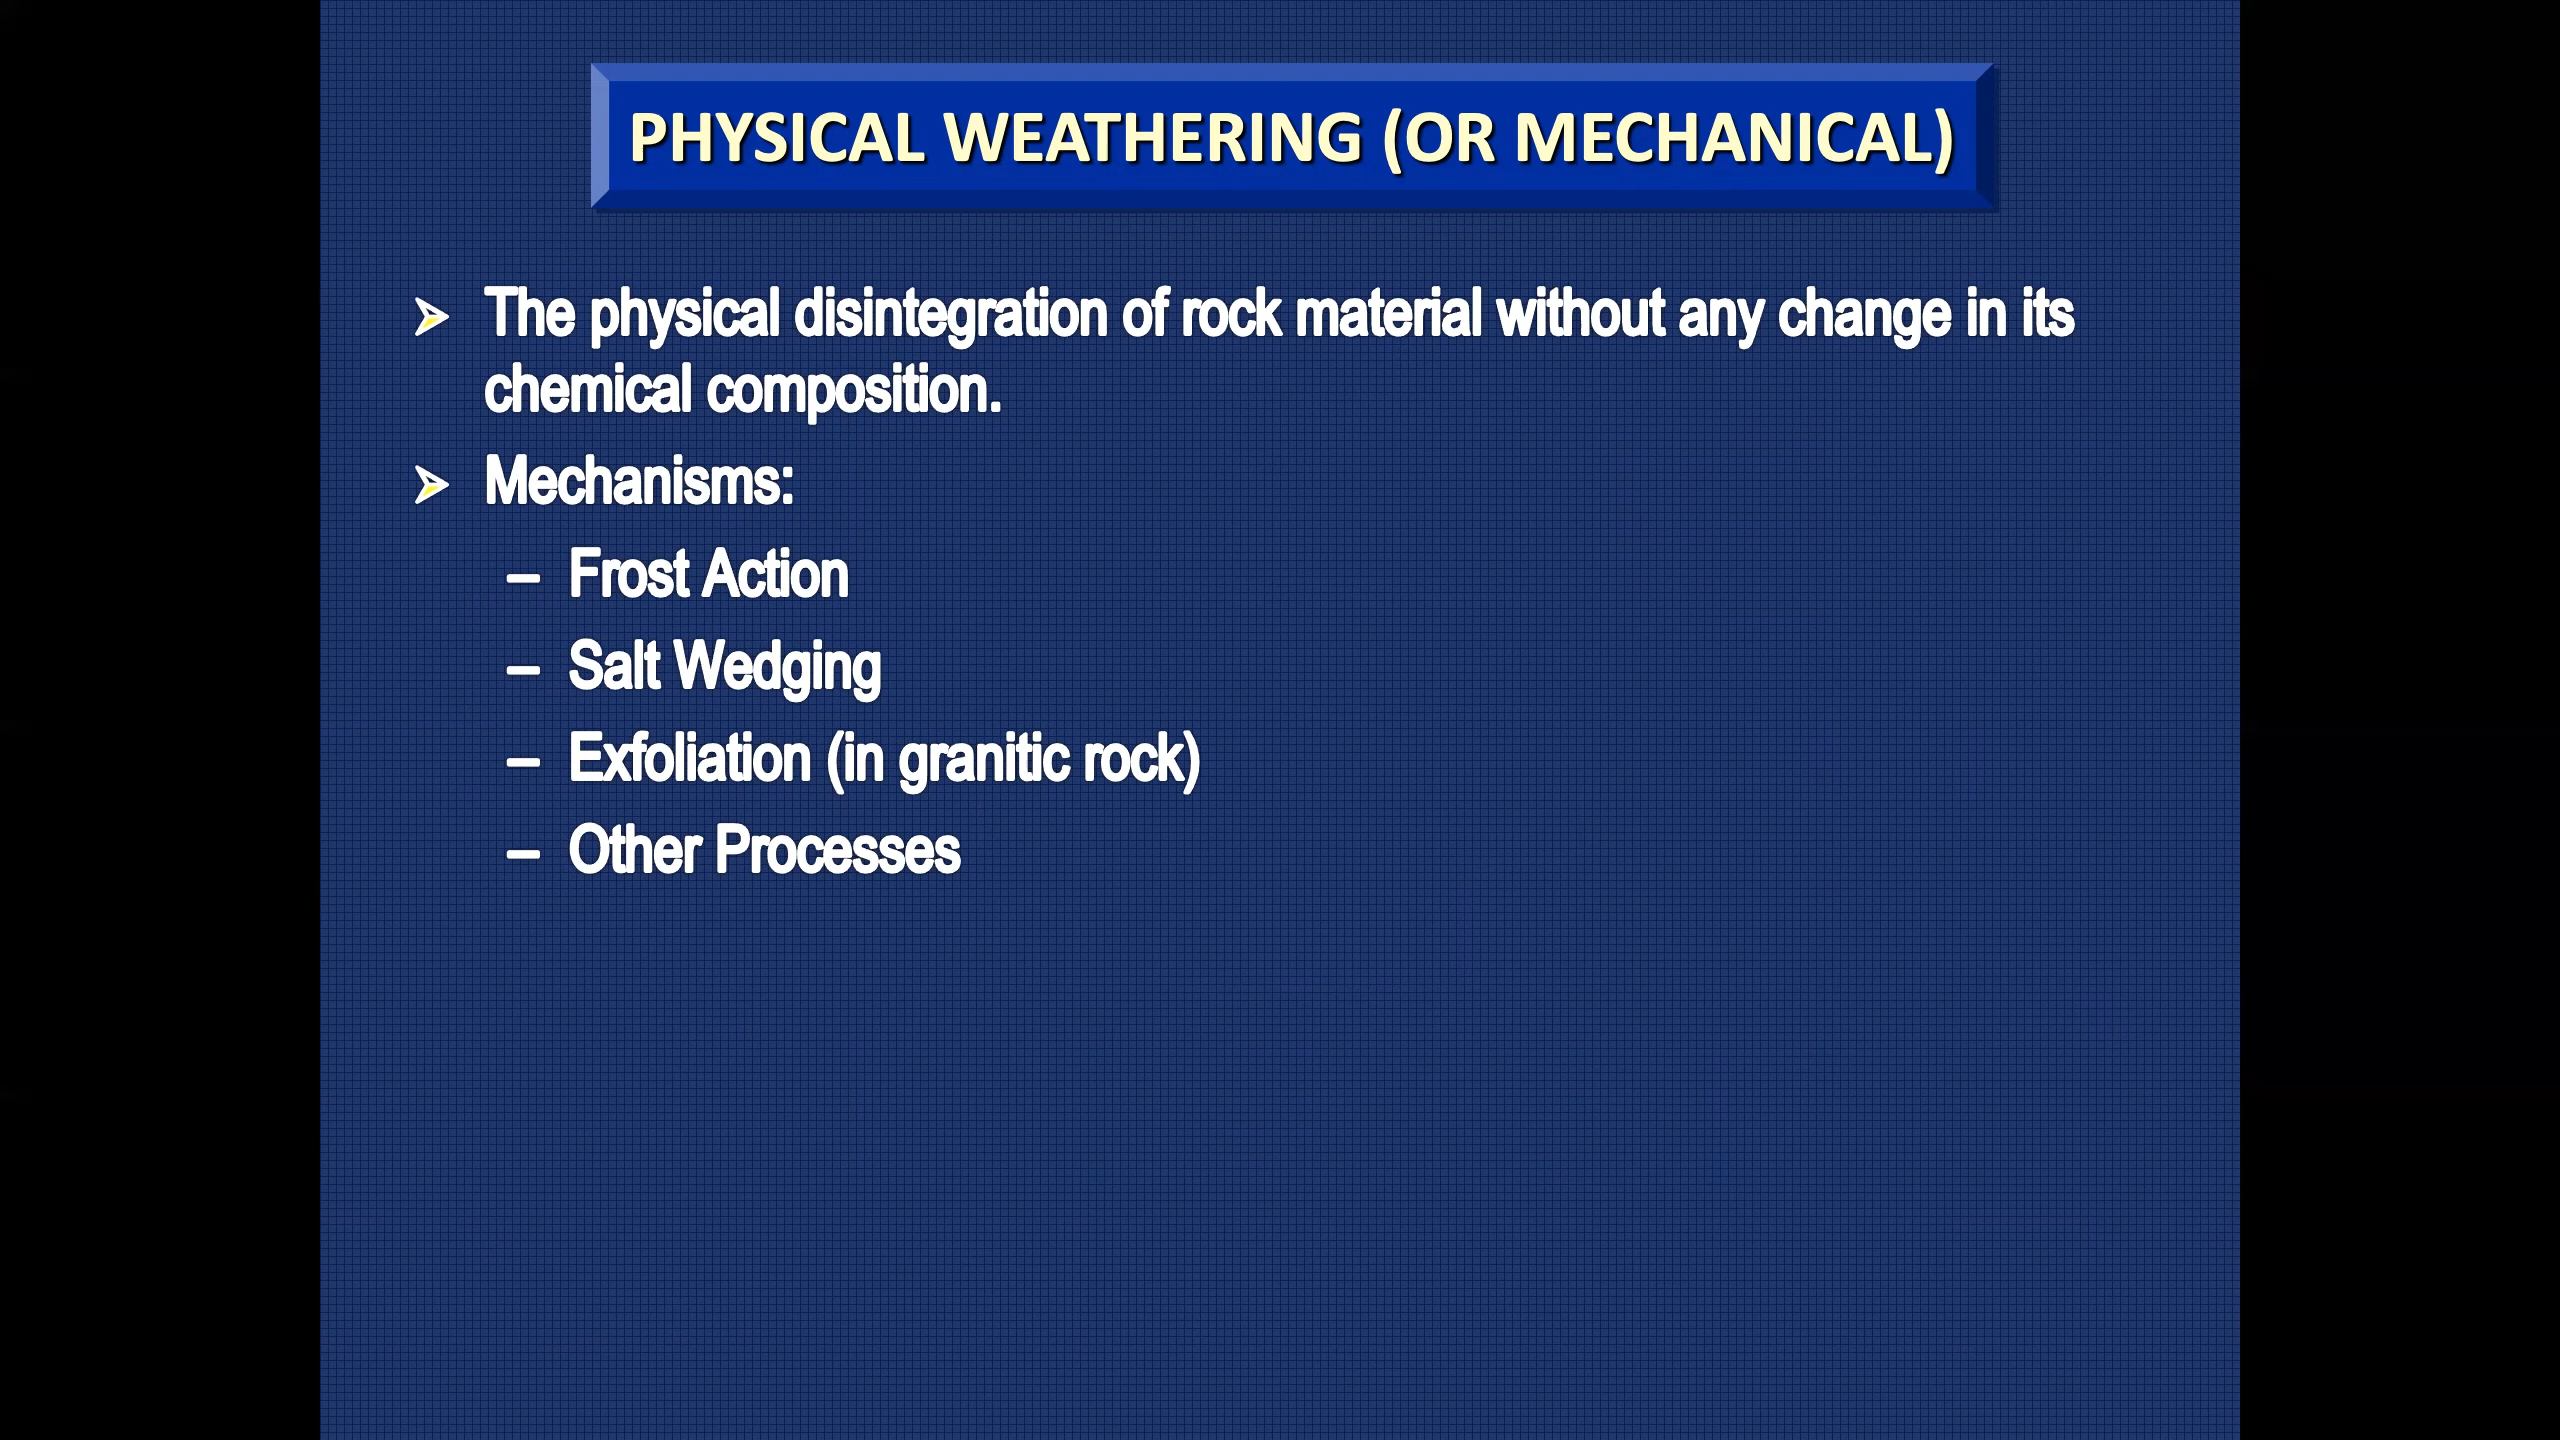 PHYSICAL WEATHERING (OR MECHANICAL)
➢ The physical disintegration of rock material without any change in its
chemical composition.
➢ Mechanisms:
– Frost Action
– Salt Wedging
– Exfoliation (in granitic rock)
– Other Processes